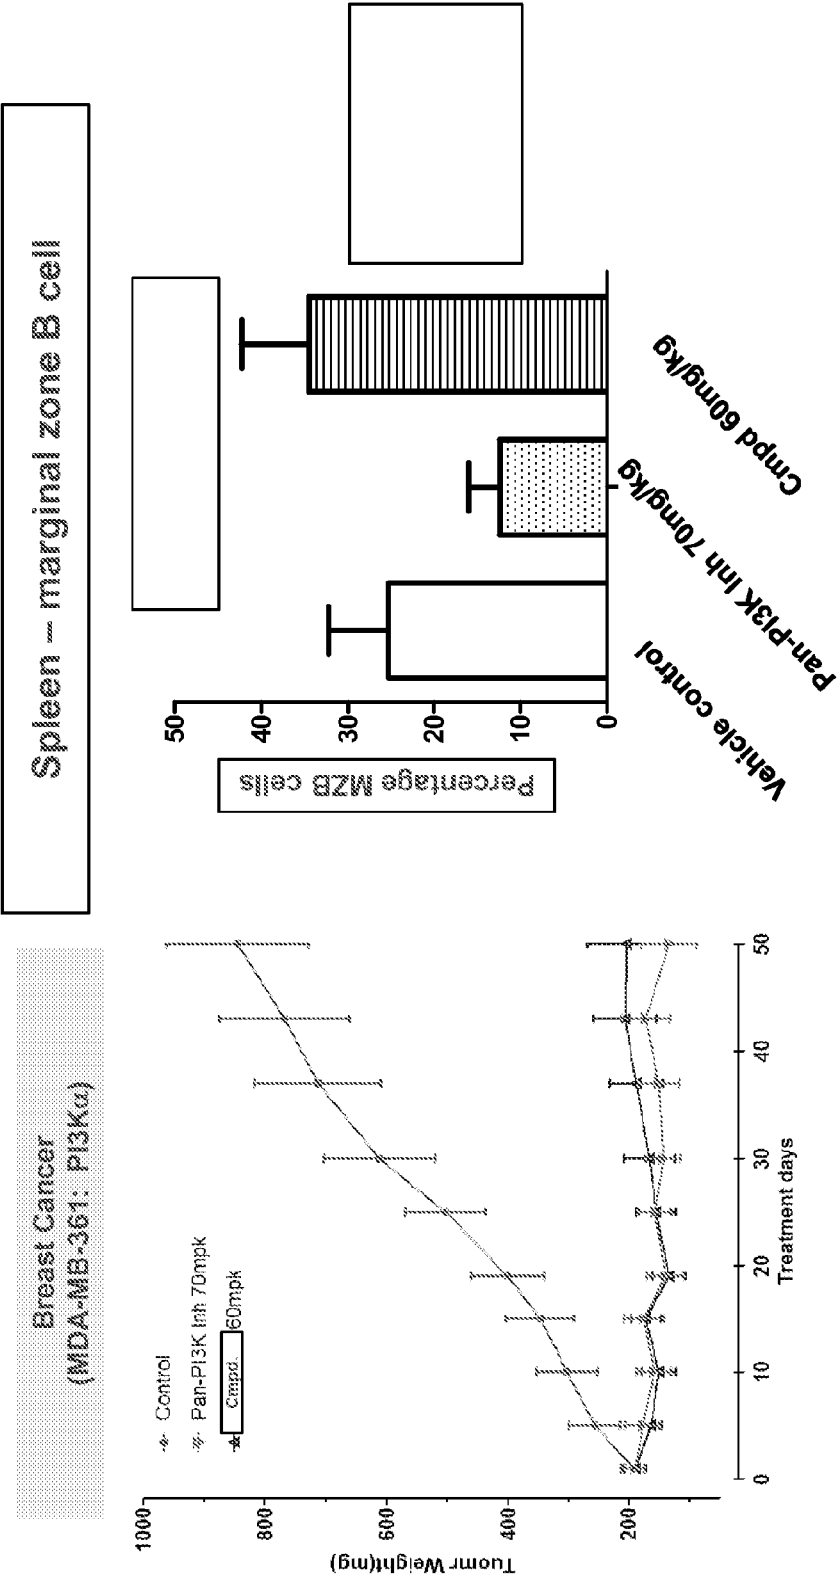 Breast Cancer
(MDA-MB-361: PI3Kα)
Control
Pan-PI3K Inh 70mpk
Cmpd. 60mpk
1000
800
600
400
200
Tuomr Weight(mg)
0
10
20
30
40
50
Treatment days
Spleen – marginal zone B cell
50
40
30
20
10
0
Percentage MZB cells
Vehicle control
Pan-PI3K Inh 70mg/kg
Cmpd 60mg/kg